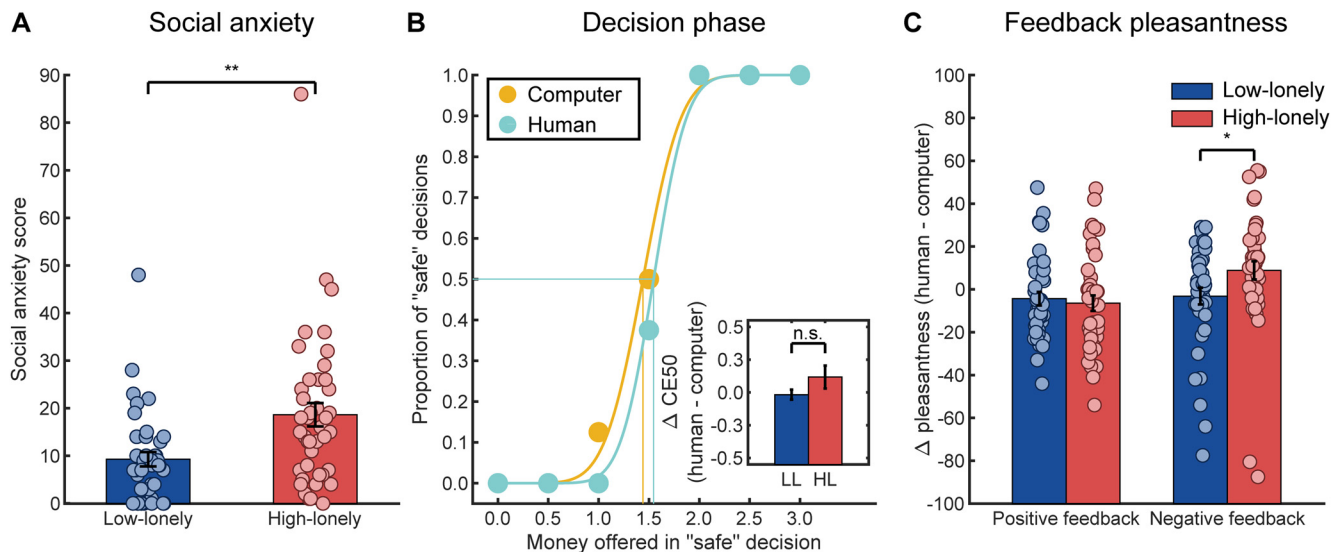 A Social anxiety
**
90
80
70
60
50
40
30
20
10
0
Social anxiety score
Low-lonely High-lonely
B Decision phase
Computer
Human
1.0
0.9
0.8
0.7
0.6
0.5
0.4
0.3
0.2
0.1
0.0
Proportion of "safe" decisions
0.0 0.5 1.0 1.5 2.0 2.5 3.0
Money offered in "safe" decision
Δ CE50
(human - computer)
n.s.
0.5
0.3
0.0
-0.3
-0.5
LL HL
C Feedback pleasantness
Low-lonely
High-lonely
*
100
80
60
40
20
0
-20
-40
-60
-80
-100
Δ pleasantness (human - computer)
Positive feedback Negative feedback